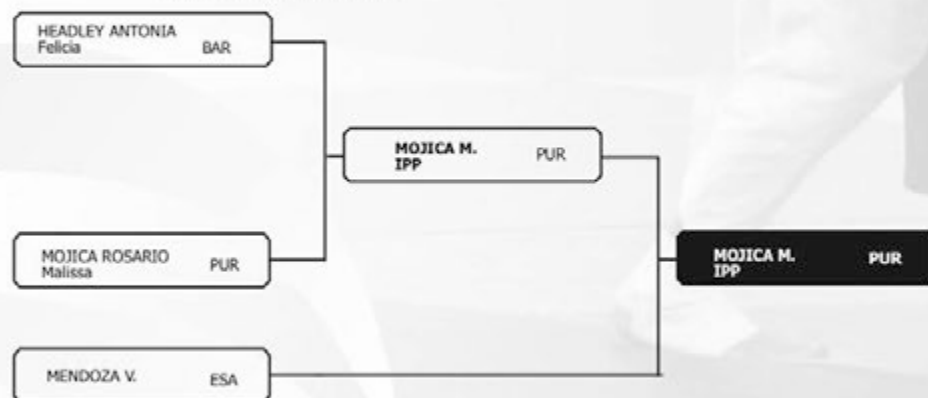 HEADLEY ANTONIA
Felicia BAR
MOJICA M.
IPP PUR
MOJICA ROSARIO
Malissa PUR
MOJICA M.
IPP PUR
MENDOZA V. ESA